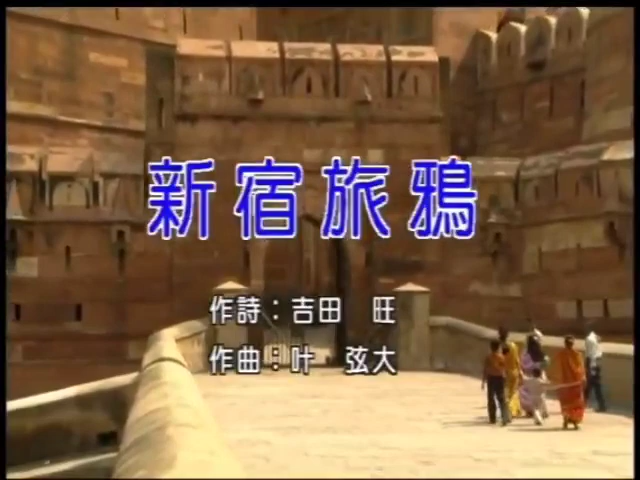 新宿旅鴉
作詩：吉田　旺
作曲：叶　弦大